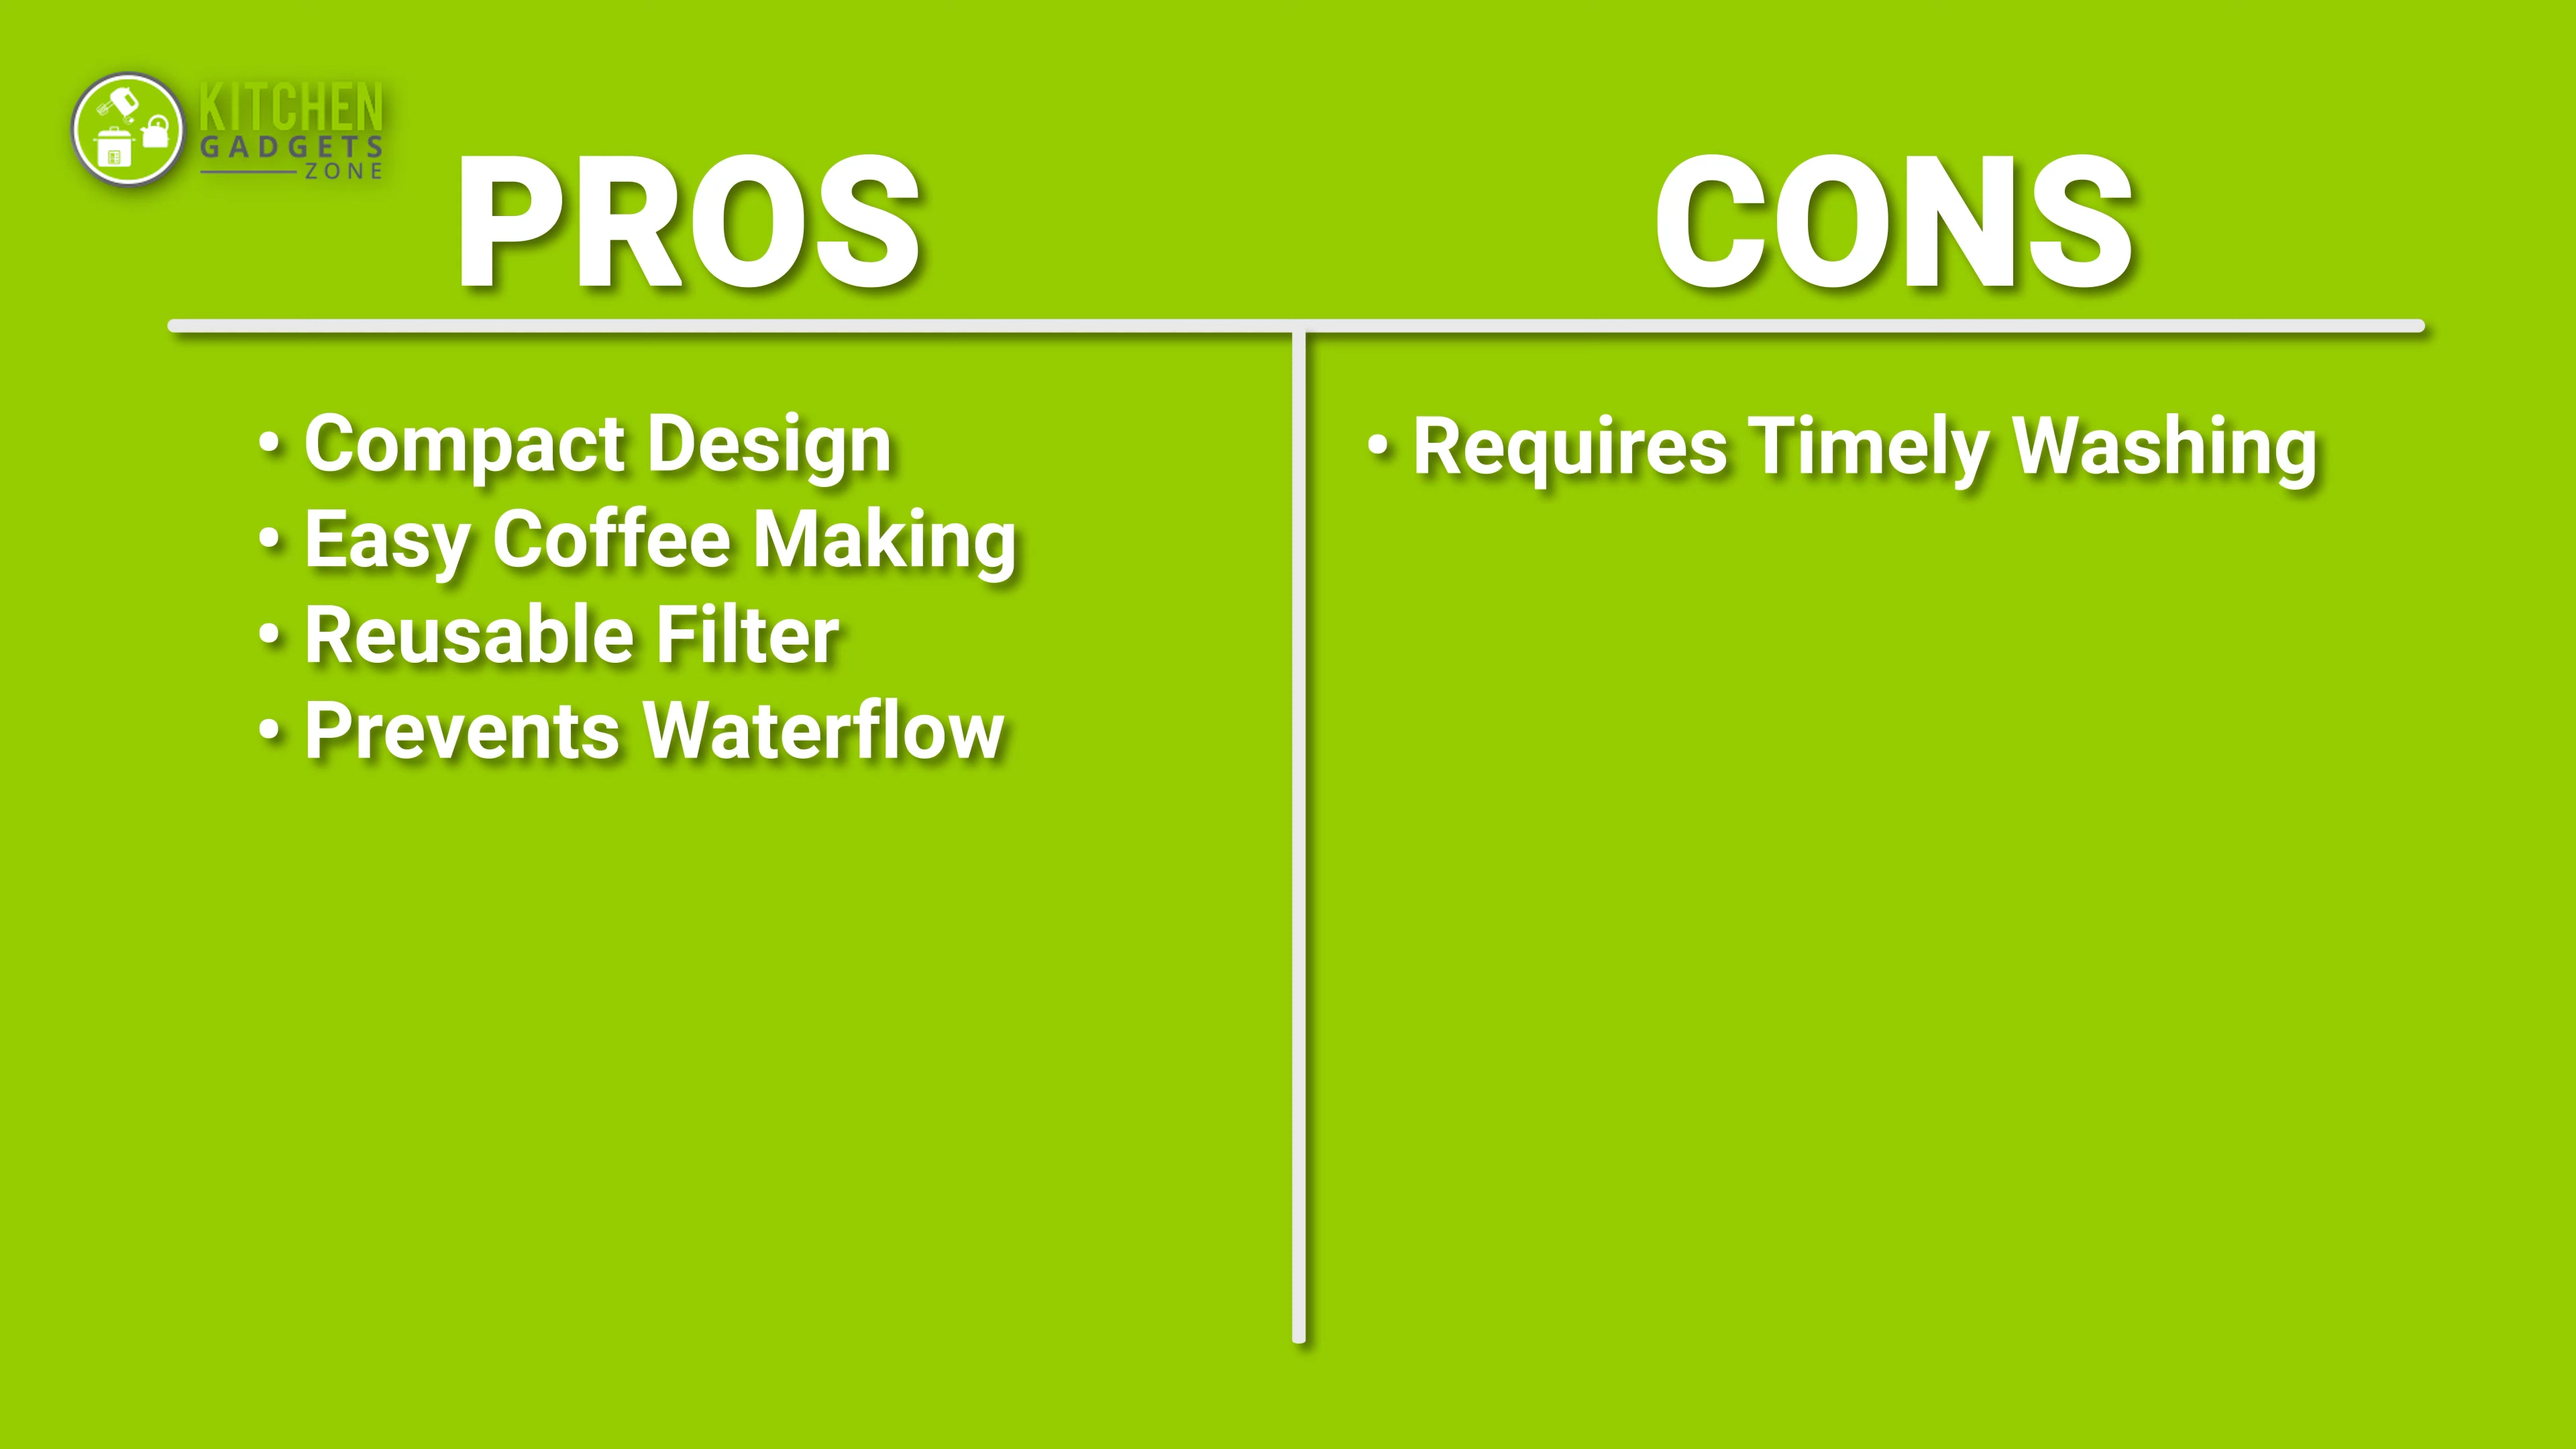 KITCHEN
GADGETS
ZONE
PROS
CONS
• Compact Design
• Easy Coffee Making
• Reusable Filter
• Prevents Waterflow
• Requires Timely Washing